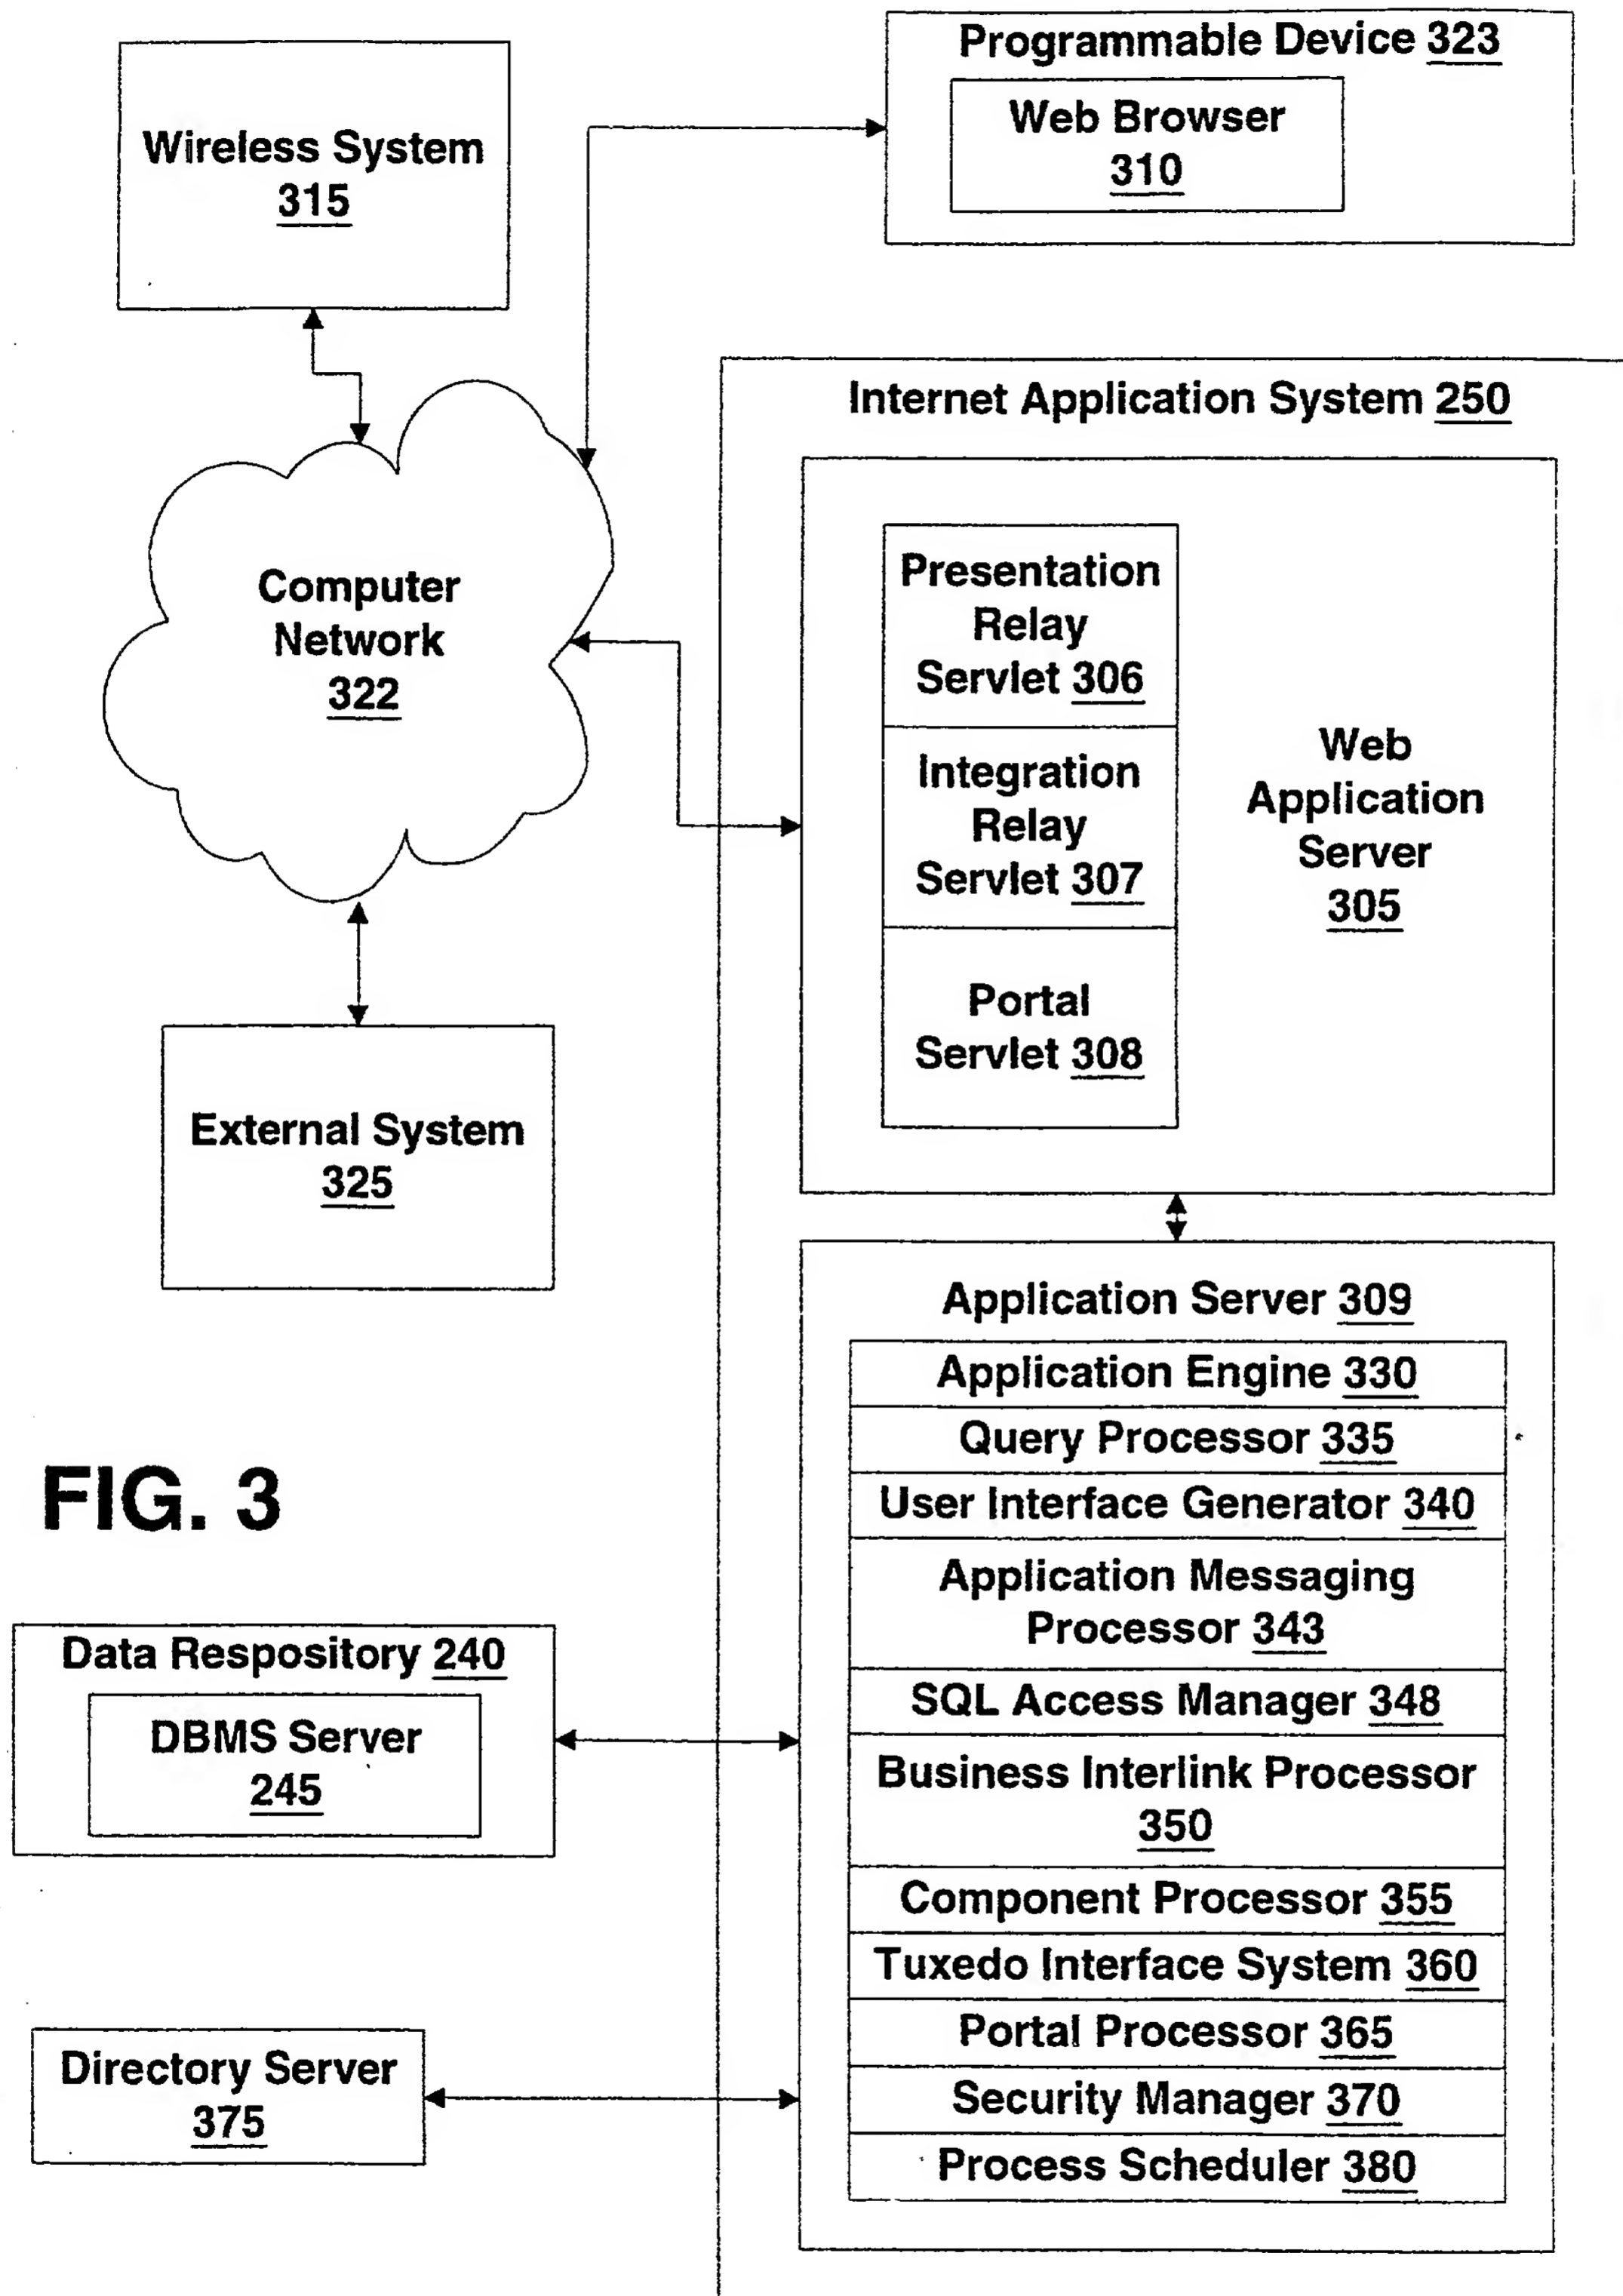 Programmable Device 323
Web Browser
310
Wireless System
315
Internet Application System 250
Presentation
Relay
Servlet 306
Computer
Network
322
Integration
Relay
Servlet 307
Web
Application
Server
305
Portal
Servlet 308
External System
325
Application Server 309
Application Engine 330
Query Processor 335
User Interface Generator 340
Application Messaging
Processor 343
SQL Access Manager 348
Business Interlink Processor
350
Component Processor 355
Tuxedo Interface System 360
Portal Processor 365
Security Manager 370
Process Scheduler 380
FIG. 3
Data Respository 240
DBMS Server
245
Directory Server
375